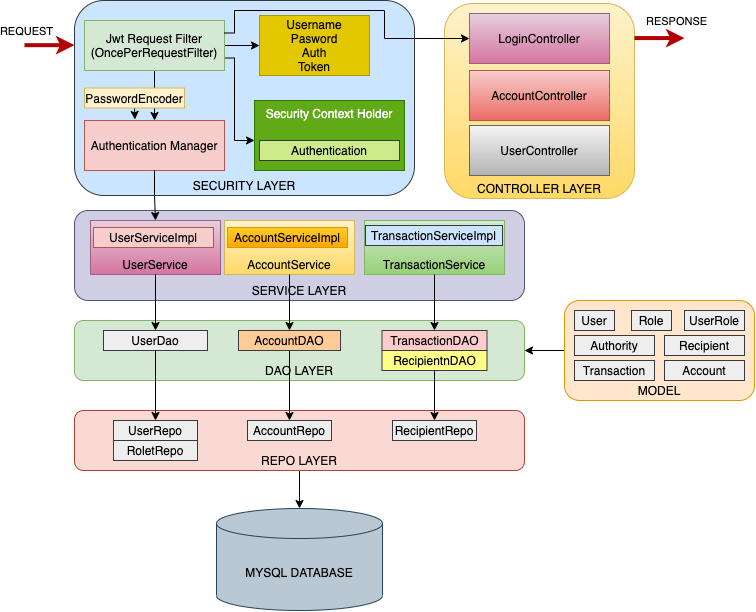 REQUEST
Jwt Request Filter
(OncePerRequestFilter)
Username
Pasword
Auth
Token
PasswordEncoder
Authentication Manager
Security Context Holder
Authentication
SECURITY LAYER
LoginController
AccountController
UserController
CONTROLLER LAYER
RESPONSE
UserServiceImpl
UserService
AccountServiceImpl
AccountService
TransactionServiceImpl
TransactionService
SERVICE LAYER
UserDao
AccountDAO
TransactionDAO
RecipientnDAO
DAO LAYER
User
Role
UserRole
Authority
Recipient
Transaction
Account
MODEL
UserRepo
RoletRepo
AccountRepo
RecipientRepo
REPO LAYER
MYSQL DATABASE